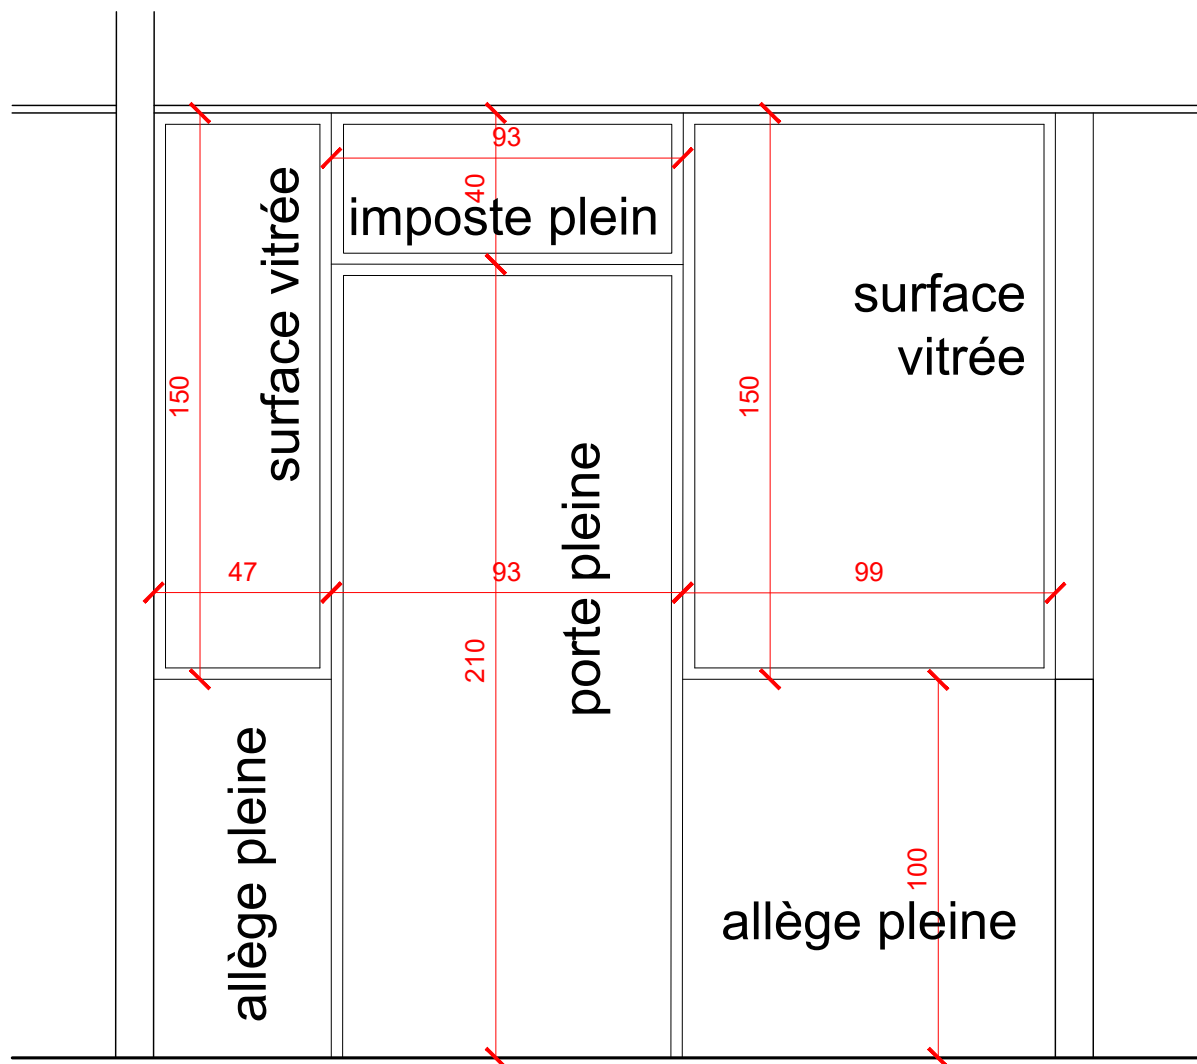 93
40
surface vitrée
imposte plein
surface
vitrée
150
150
porte pleine
47
93
99
210
allège pleine
100
allège pleine